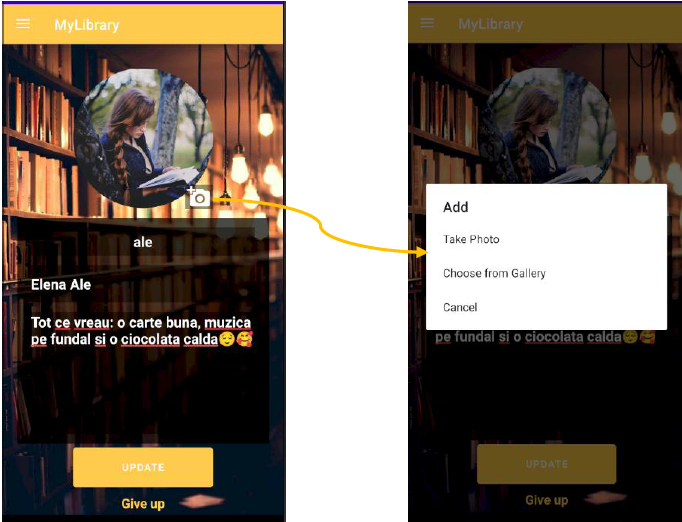 MyLibrary
ale
Elena Ale
Tot ce vreau: o carte buna, muzica
pe fundal si o ciocolata calda😌🥰
UPDATE
Give up
MyLibrary
Add
Take Photo
Choose from Gallery
Cancel
pe fundal si o ciocolata calda😌🥰
UPDATE
Give up